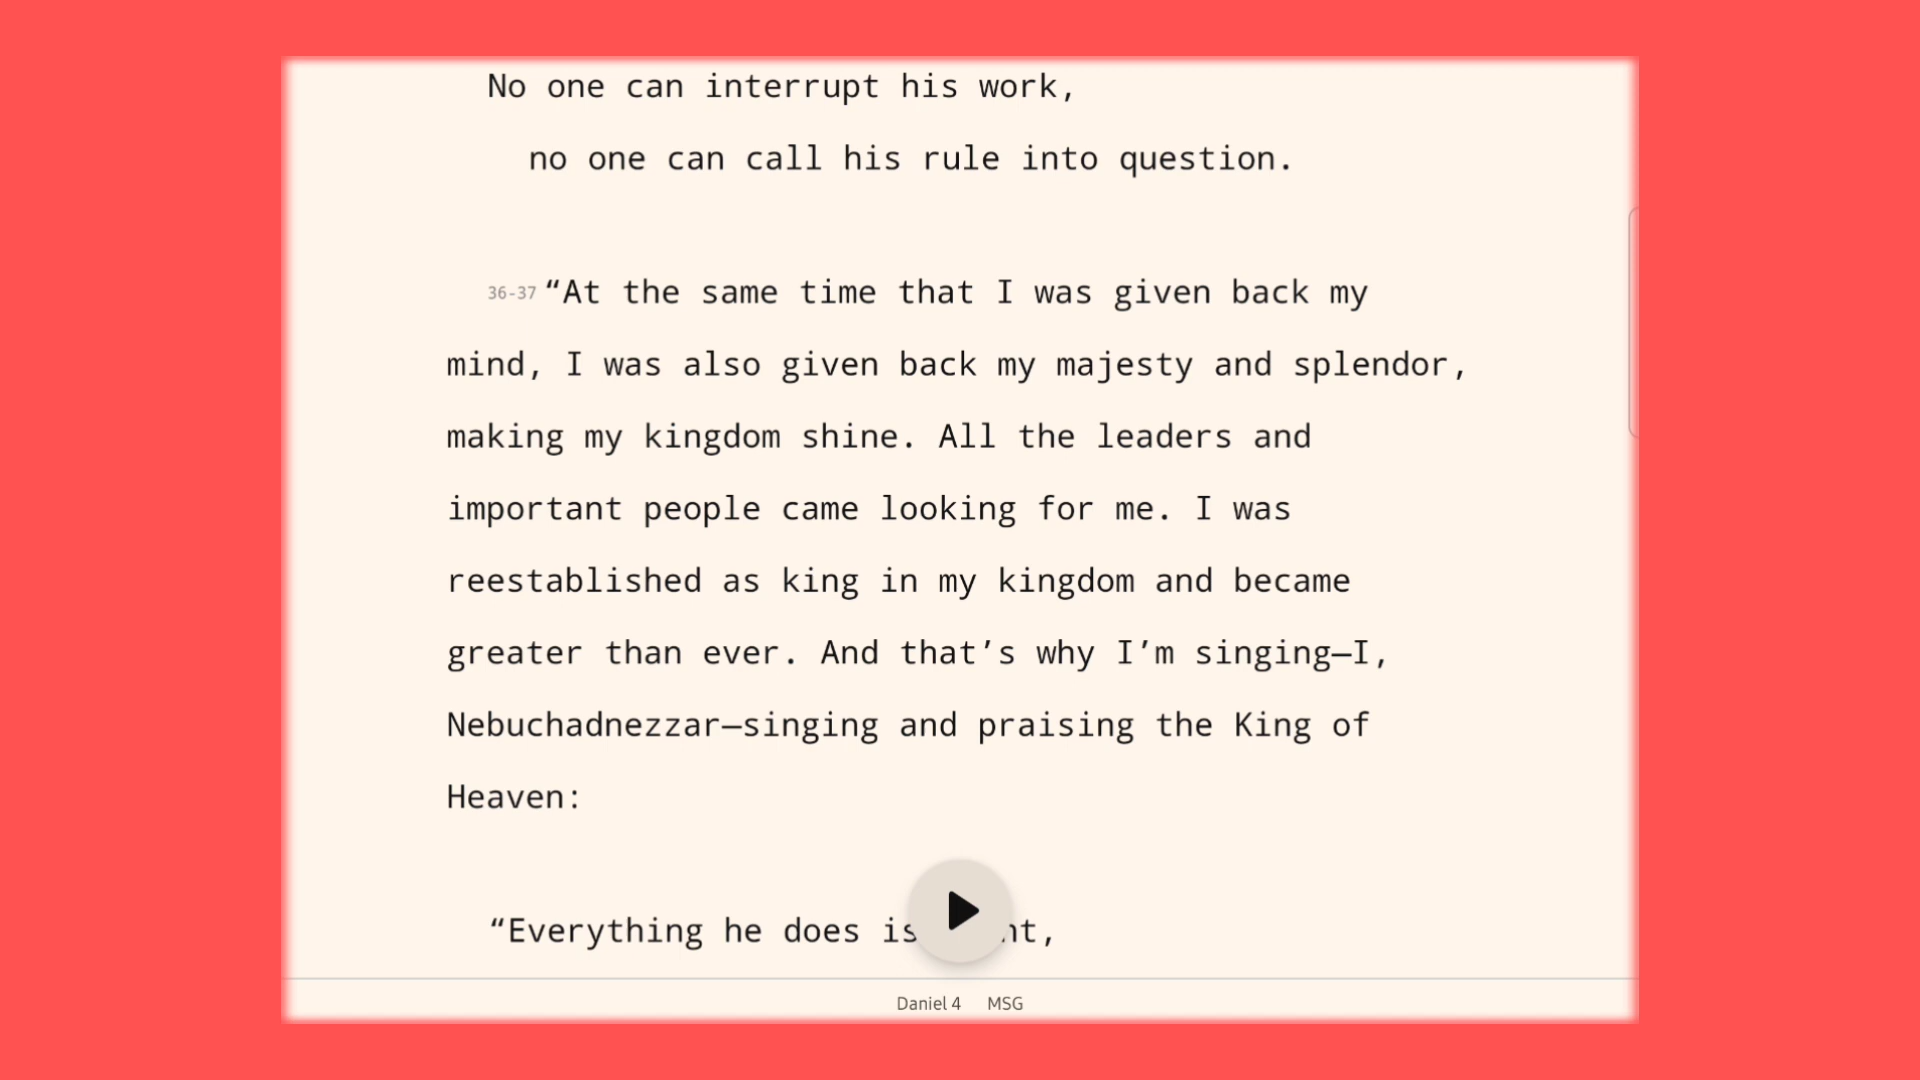 No one can interrupt his work,
no one can call his rule into question.
36-37 “At the same time that I was given back my
mind, I was also given back my majesty and splendor,
making my kingdom shine. All the leaders and
important people came looking for me. I was
reestablished as king in my kingdom and became
greater than ever. And that’s why I’m singing—I,
Nebuchadnezzar—singing and praising the King of
Heaven:
“Everything he does is
Daniel 4 MSG